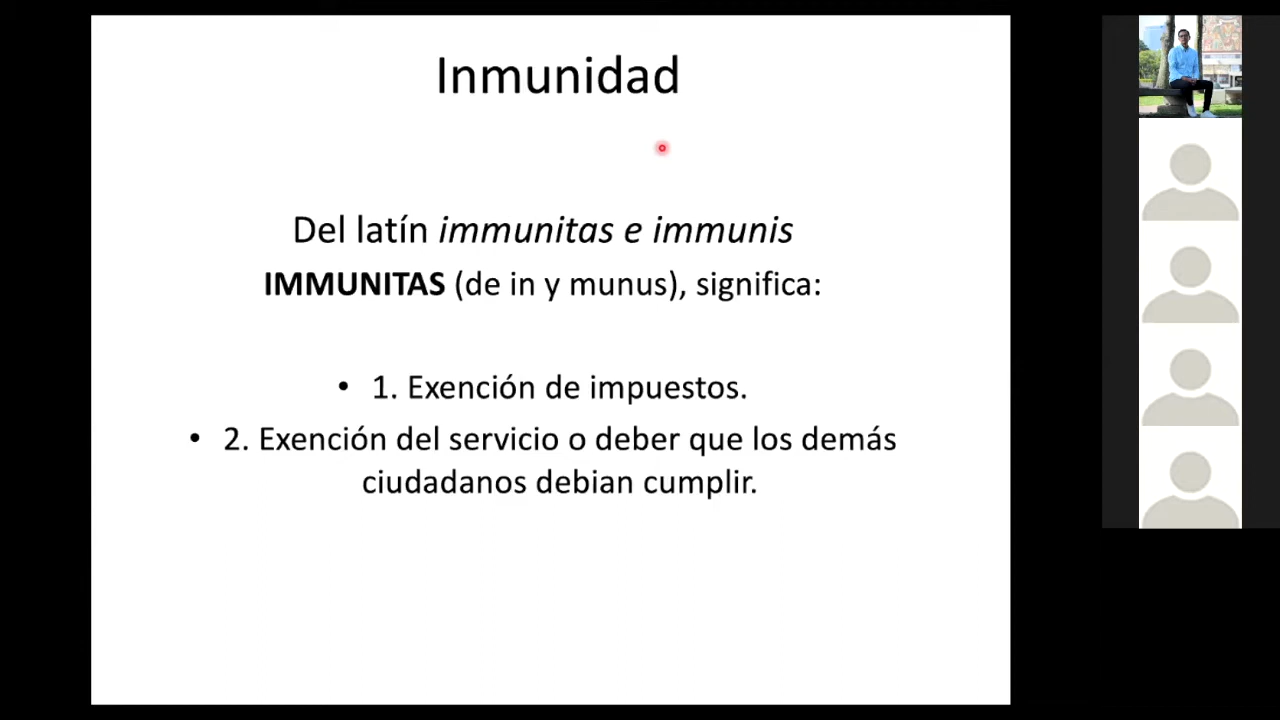 Inmunidad
Del latín immunitas e immunis
IMMUNITAS (de in y munus), significa:
• 1. Exención de impuestos.
• 2. Exención del servicio o deber que los demás
ciudadanos debian cumplir.